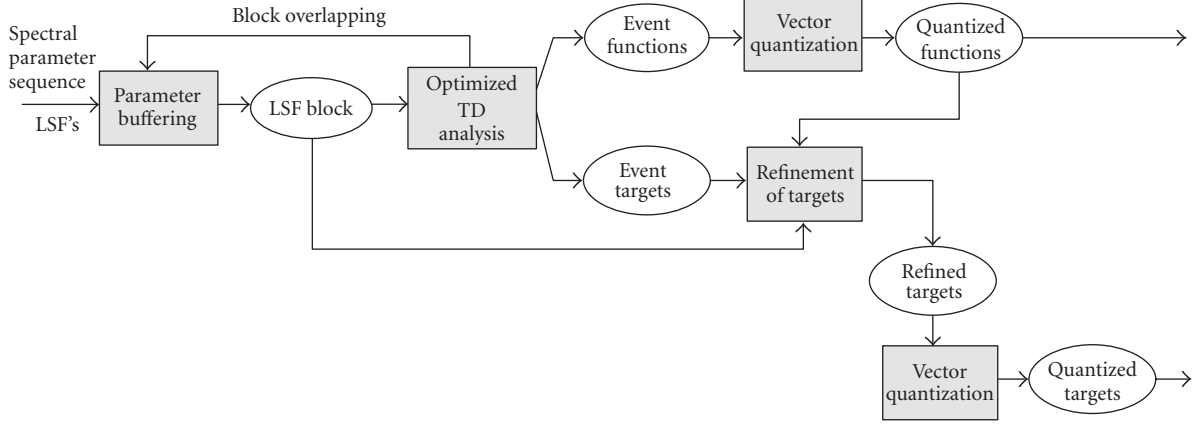 Block overlapping
Spectral
parameter
sequence
LSF's
Parameter
buffering
LSF block
Optimized
TD
analysis
Event
functions
Vector
quantization
Quantized
functions
Event
targets
Refinement
of targets
Refined
targets
Vector
quantization
Quantized
targets